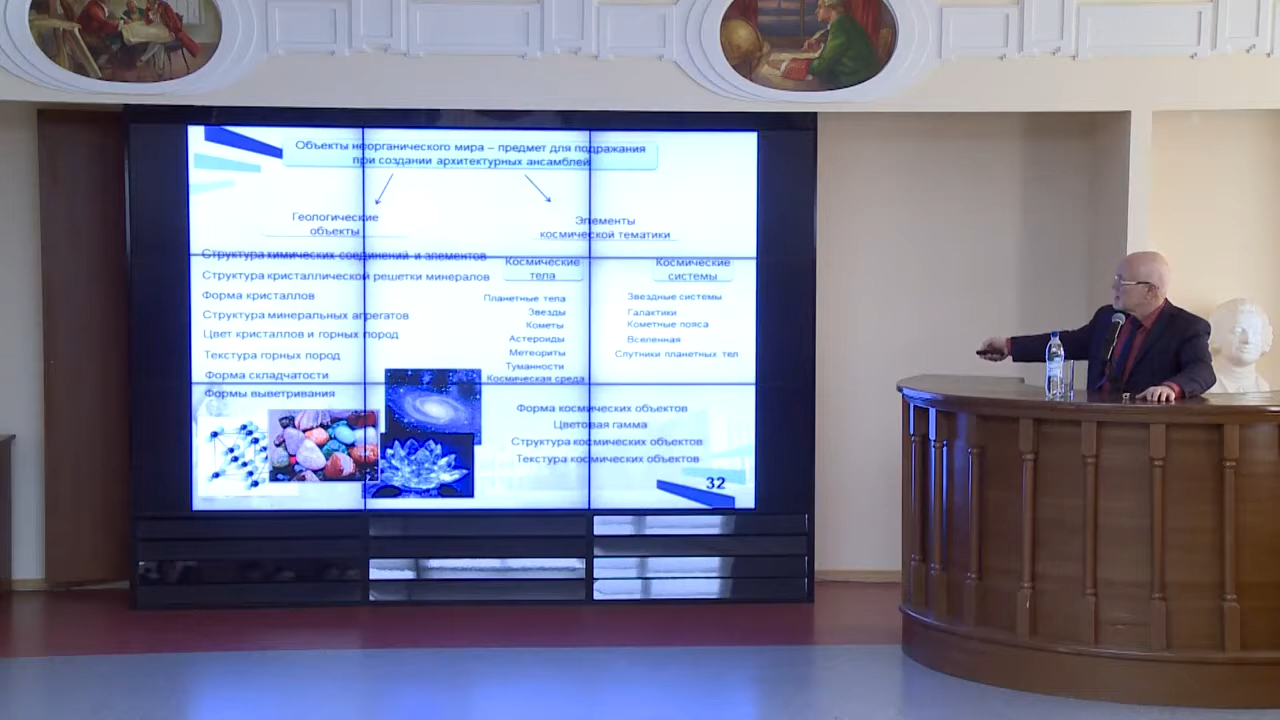 Объекты неорганического мира – предмет для подражания
при создании архитектурных ансамблей
Геологические
объекты
Элементы
космической тематики
Структура химических соединений и элементов
Структура кристаллической решетки минералов
Форма кристаллов
Структура минеральных агрегатов
Цвет кристаллов и горных пород
Текстура горных пород
Форма складчатости
Формы выветривания
Космические
тела
Планетные тела
Звезды
Кометы
Астероиды
Метеориты
Туманности
Космическая среда
Космические
системы
Звездные системы
Галактики
Кометные пояса
Вселенная
Спутники планетных тел
Форма космических объектов
Цветовая гамма
Структура космических объектов
Текстура космических объектов
32